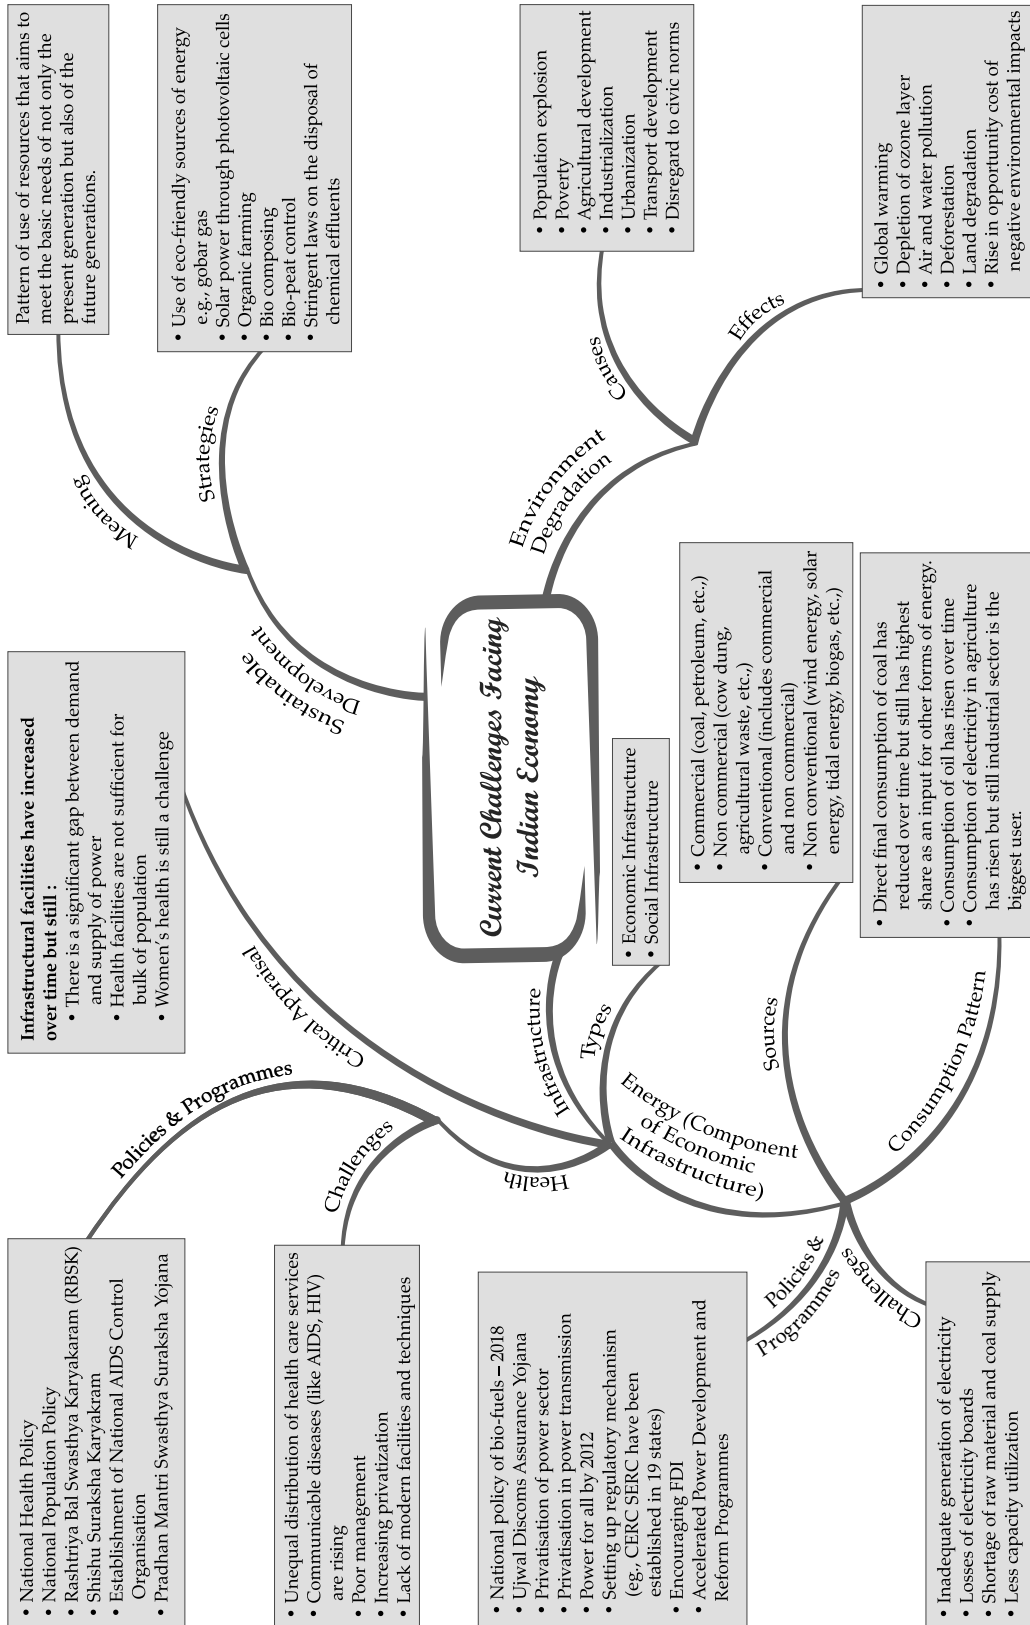 Current Challenges Facing
Indian Economy
Sustainable
Development
Meaning
Pattern of use of resources that aims to
meet the basic needs of not only the
present generation but also of the
future generations.
Strategies
• Use of eco-friendly sources of energy
e.g., gobar gas
• Solar power through photovoltaic cells
• Organic farming
• Bio composing
• Bio-peat control
• Stringent laws on the disposal of
chemical effluents
Environment
Degradation
Causes
• Population explosion
• Poverty
• Agricultural development
• Industrialization
• Urbanization
• Transport development
• Disregard to civic norms
Effects
• Global warming
• Depletion of ozone layer
• Air and water pollution
• Deforestation
• Land degradation
• Rise in opportunity cost of
negative environmental impacts
Infrastructure
Types
• Economic Infrastructure
• Social Infrastructure
Critical Appraisal
Infrastructural facilities have increased
over time but still :
• There is a significant gap between demand
and supply of power
• Health facilities are not sufficient for
bulk of population
• Women's health is still a challenge
Health
Policies & Programmes
• National Health Policy
• National Population Policy
• Rashtriya Bal Swasthya Karyakaram (RBSK)
• Shishu Suraksha Karyakram
• Establishment of National AIDS Control
Organisation
• Pradhan Mantri Swasthya Suraksha Yojana
Challenges
• Unequal distribution of health care services
• Communicable diseases (like AIDS, HIV)
are rising
• Poor management
• Increasing privatization
• Lack of modern facilities and techniques
Energy (Component
of Economic
Infrastructure)
Sources
• Commercial (coal, petroleum, etc.,)
• Non commercial (cow dung,
agricultural waste, etc.,)
• Conventional (includes commercial
and non commercial)
• Non conventional (wind energy, solar
energy, tidal energy, biogas, etc.,)
Consumption Pattern
• Direct final consumption of coal has
reduced over time but still has highest
share as an input for other forms of energy.
• Consumption of oil has risen over time
• Consumption of electricity in agriculture
has risen but still industrial sector is the
biggest user.
Policies &
Programmes
• National policy of bio-fuels – 2018
• Ujwal Discoms Assurance Yojana
• Privatisation of power sector
• Privatisation in power transmission
• Power for all by 2012
• Setting up regulatory mechanism
(eg., CERC SERC have been
established in 19 states)
• Encouraging FDI
• Accelerated Power Development and
Reform Programmes
Challenges
• Inadequate generation of electricity
• Losses of electricity boards
• Shortage of raw material and coal supply
• Less capacity utilization